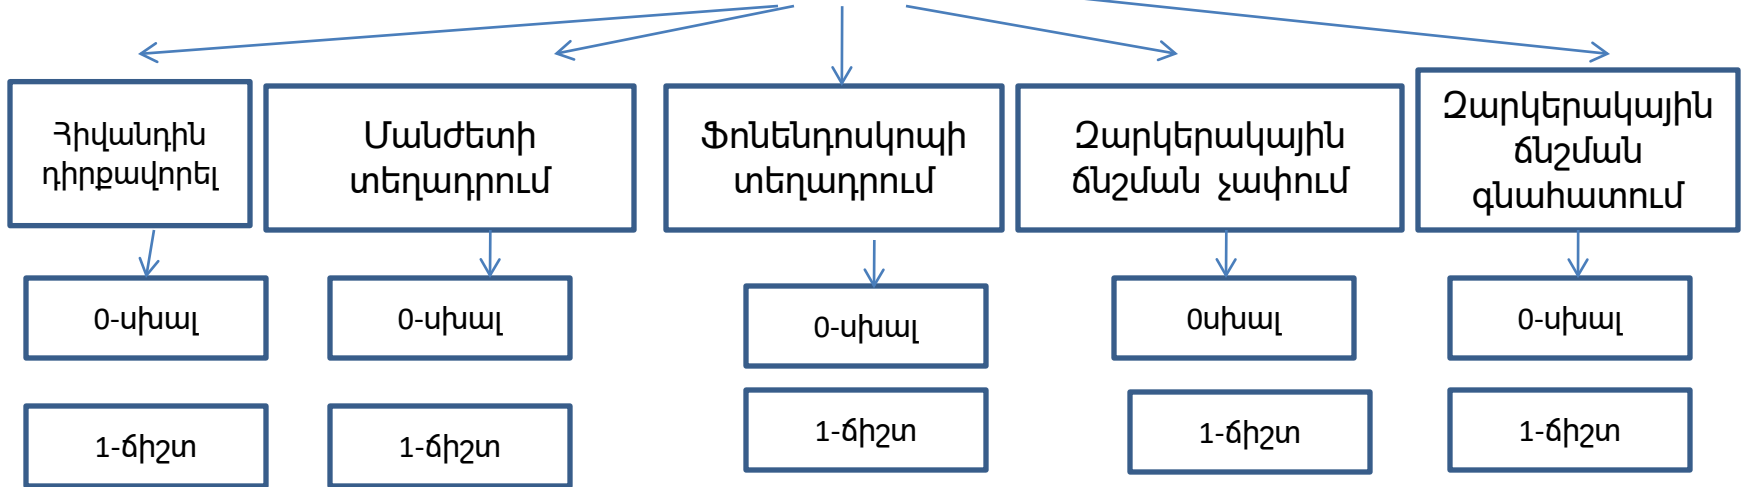 Հիվանդին
դիրքավորել
Մանժետի
տեղադրում
Ֆոնենդոսկոպի
տեղադրում
Զարկերակային
ճնշման չափում
Զարկերակային
ճնշման
գնահատում
0-սխալ
0-սխալ
0-սխալ
0սխալ
0-սխալ
1-ճիշտ
1-ճիշտ
1-ճիշտ
1-ճիշտ
1-ճիշտ